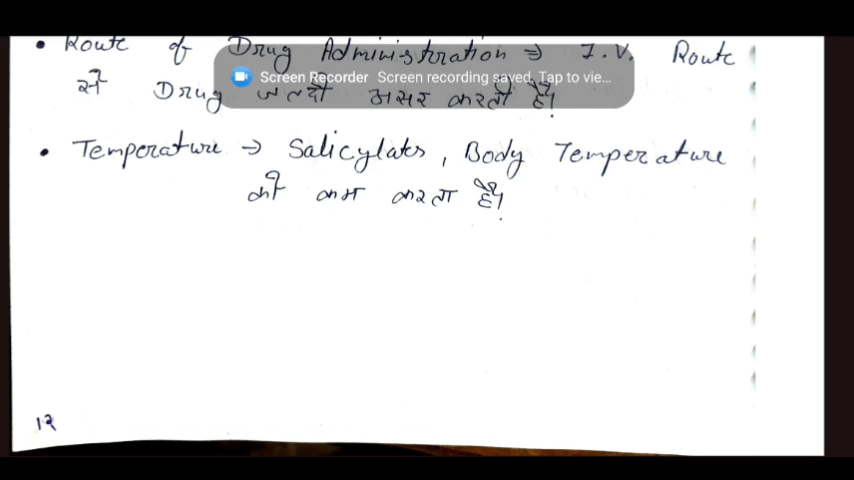 • Route of Drug Administration ⇒ I.V. Route
Screen Recorder Screen recording saved. Tap to vie...
से Drug जल्दी असर करती है।
• Temperature → Salicylates, Body Temperature
को कम करता है।
12